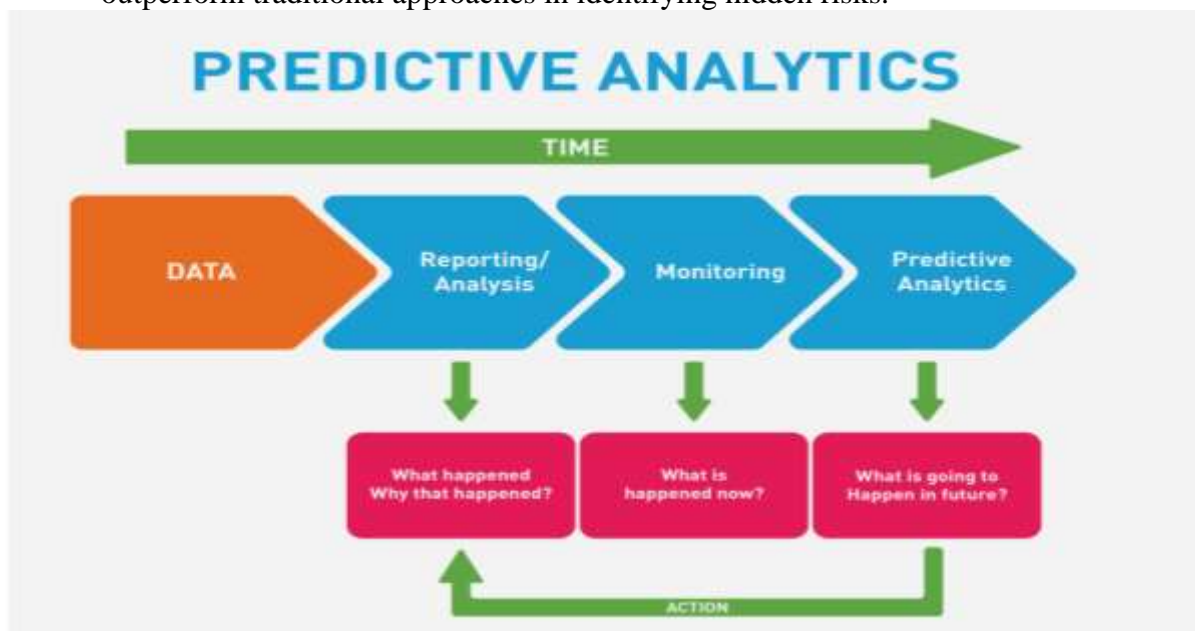 outperform traditional approaches in identifying hidden risks.
PREDICTIVE ANALYTICS
TIME
DATA
Reporting/
Analysis
Monitoring
Predictive
Analytics
What happened
Why that happened?
What is
happened now?
What is going to
Happen in future?
ACTION